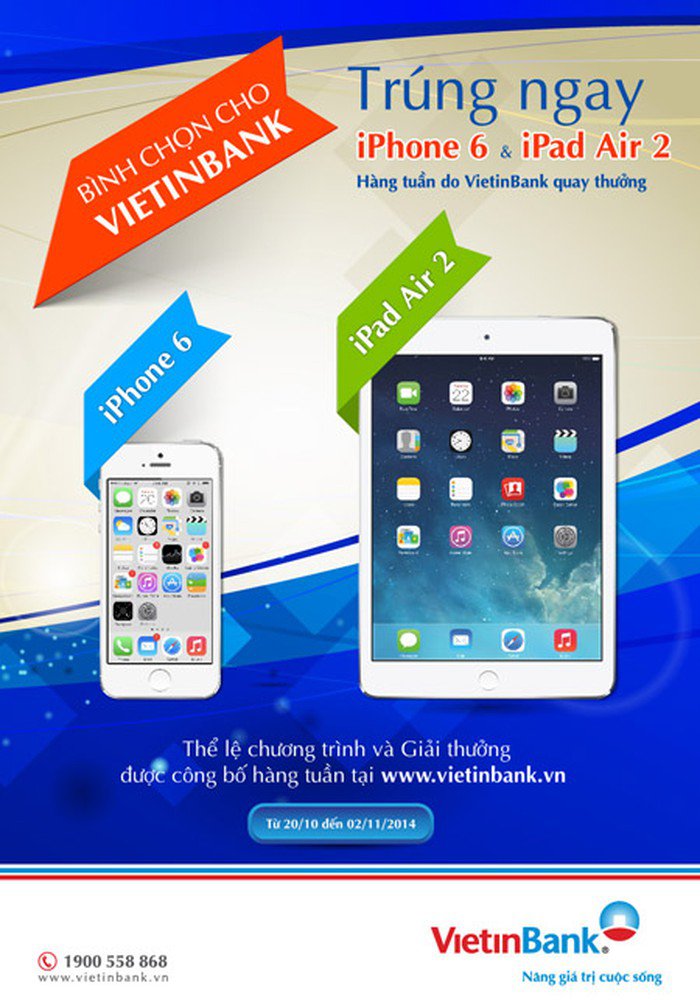 BÌNH CHỌN CHO
VIETINBANK
Trúng ngay
iPhone 6 & iPad Air 2
Hàng tuần do VietinBank quay thưởng
iPad Air 2
iPhone 6
Thể lệ chương trình và Giải thưởng
được công bố hàng tuần tại www.vietinbank.vn
Từ 20/10 đến 02/11/2014
1900 558 868
www.vietinbank.vn
VietinBank®
Nâng giá trị cuộc sống